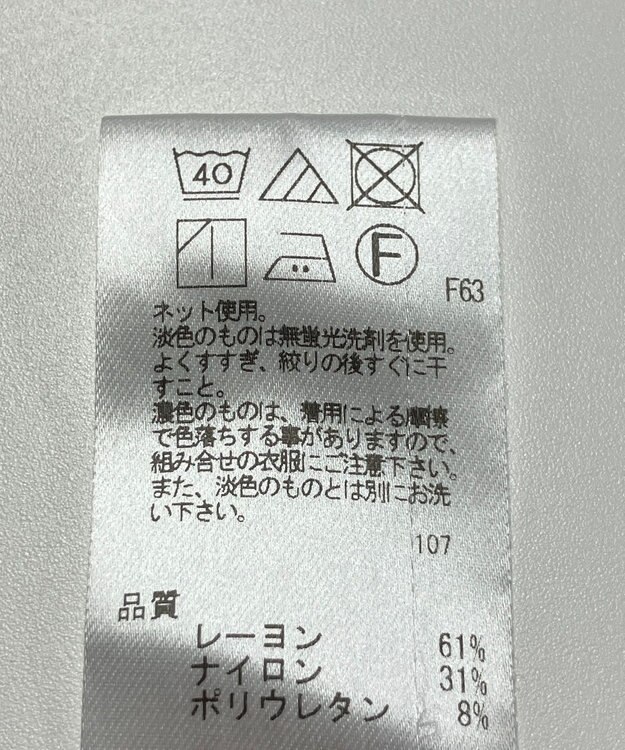 40
F
F63
ネット使用。
淡色のものは無蛍光洗剤を使用。
よくすすぎ、絞りの後すぐに干
すこと。
濃色のものは、着用による摩擦
で色落ちする事がありますので、
組み合せの衣服にご注意下さい。
また、淡色のものとは別にお洗
い下さい。
107
品質
レーヨン 61%
ナイロン 31%
ポリウレタン 8%